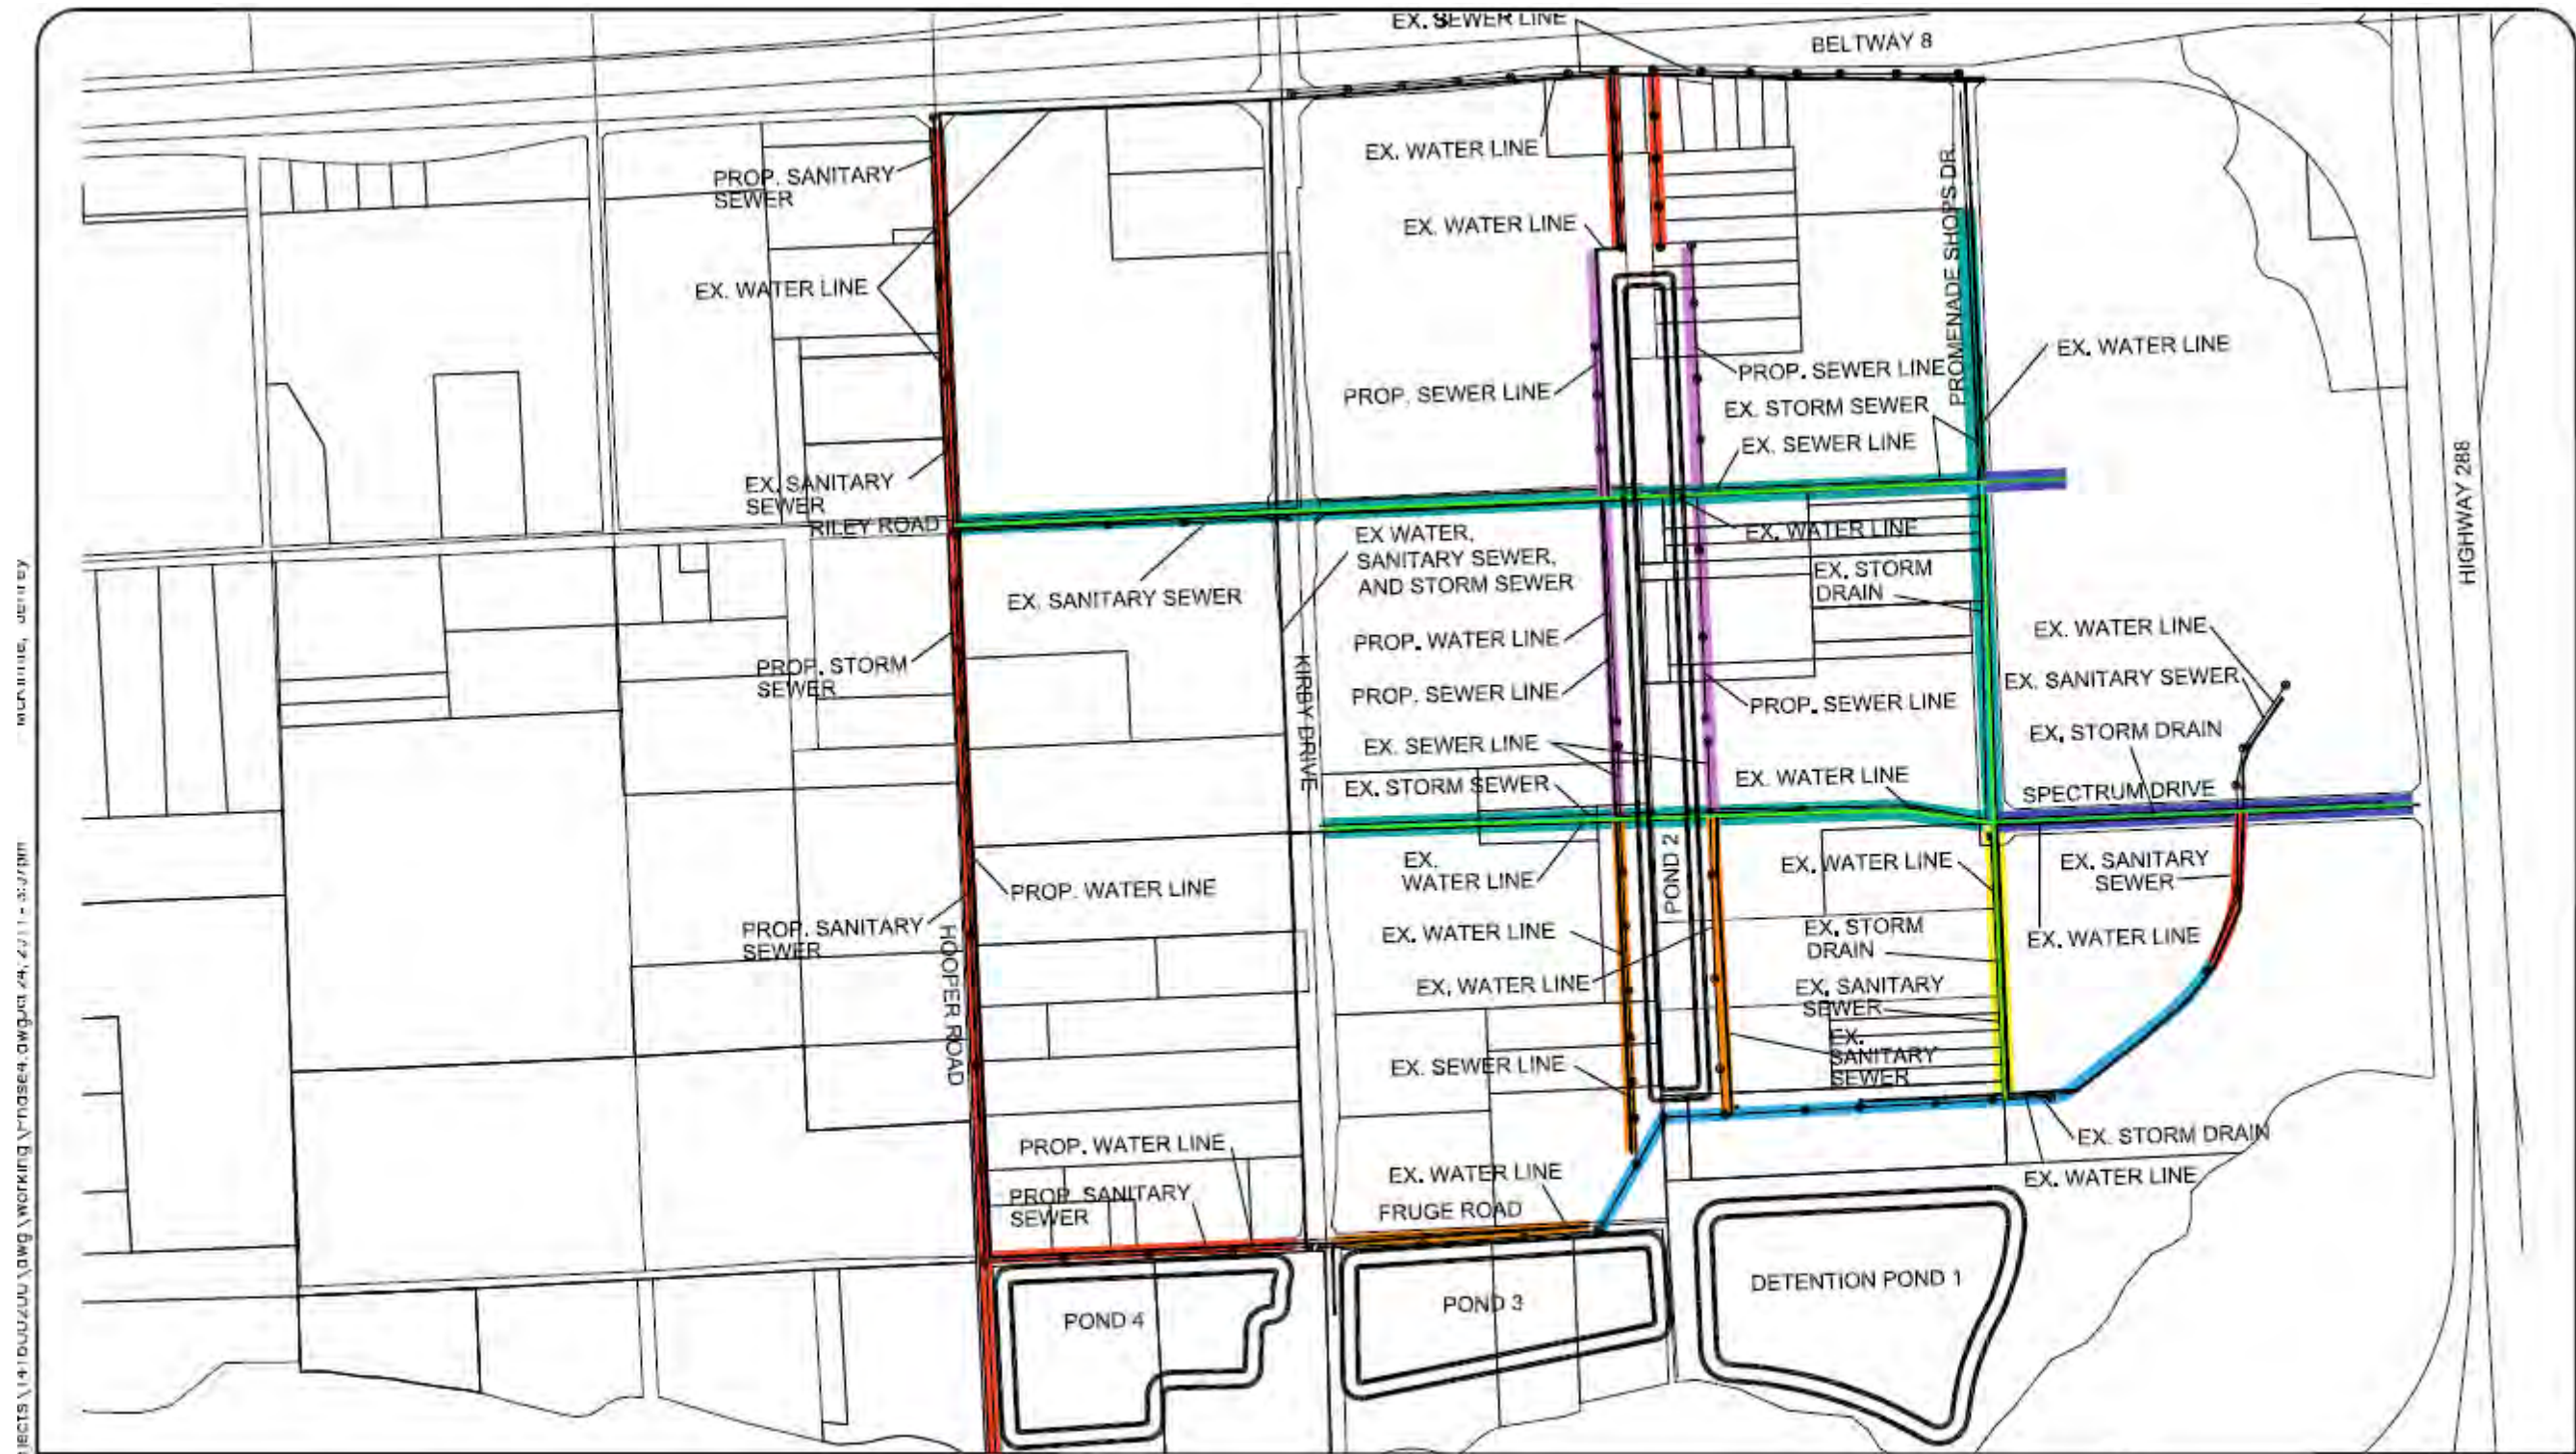 EX. SEWER LINE
BELTWAY 8
EX. WATER LINE
PROP. SANITARY
SEWER
EX. WATER LINE
PROMENADE SHOPS DR.
EX. WATER LINE
EX. WATER LINE
PROP. SEWER LINE
PROP. SEWER LINE
EX. STORM SEWER
EX. SEWER LINE
HIGHWAY 288
EX. SANITARY
SEWER
RILEY ROAD
EX WATER,
SANITARY SEWER,
AND STORM SEWER
EX. WATER LINE
EX. STORM
DRAIN
EX. SANITARY SEWER
PROP. WATER LINE
EX. WATER LINE
PROP. STORM
SEWER
KIRBY DRIVE
PROP. SEWER LINE
PROP. SEWER LINE
EX. SANITARY SEWER
EX. STORM DRAIN
EX. SEWER LINE
EX. STORM SEWER
EX. WATER LINE
SPECTRUM DRIVE
POND 2
EX.
WATER LINE
EX. WATER LINE
EX. SANITARY
SEWER
PROP. WATER LINE
PROP. SANITARY
SEWER
HOOPER ROAD
EX. WATER LINE
EX. STORM
DRAIN
EX. WATER LINE
EX. WATER LINE
EX. SANITARY
SEWER
EX.
SANITARY
SEWER
EX. SEWER LINE
PROP. WATER LINE
EX. STORM DRAIN
EX. WATER LINE
EX. WATER LINE
PROP. SANITARY
SEWER
FRUGE ROAD
DETENTION POND 1
POND 3
POND 4